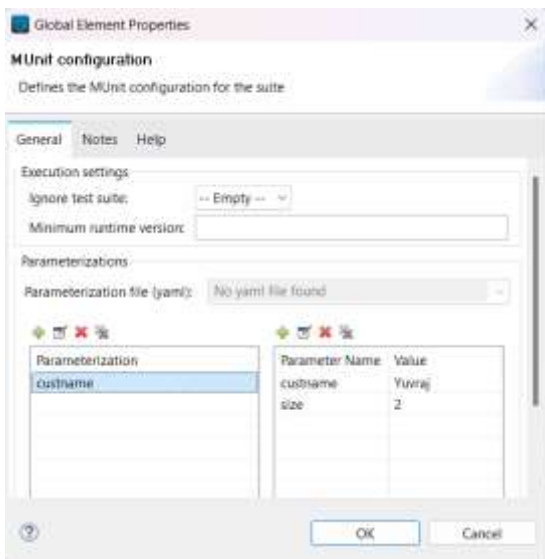 Global Element Properties
MUnit configuration
Defines the MUnit configuration for the suite
General Notes Help
Execution settings
Ignore test suite: -- Empty --
Minimum runtime version:
Parameterizations
Parameterization file (yaml): No yaml file found
Parameterization
custname
Parameter Name Value
custname Yuvraj
size 2
OK Cancel